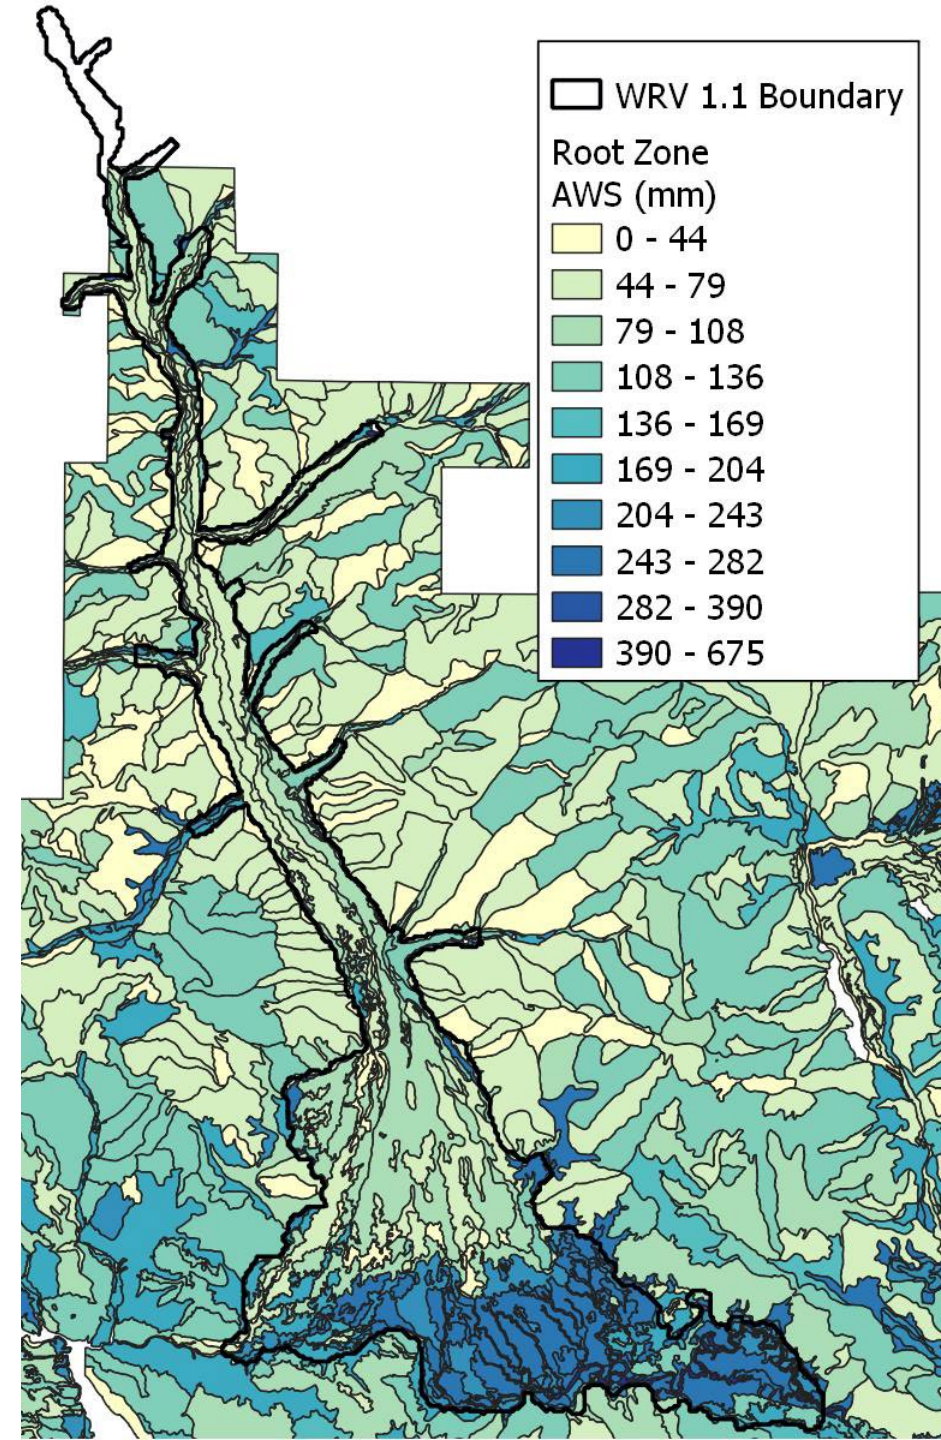 WRV 1.1 Boundary
Root Zone
AWS (mm)
0 - 44
44 - 79
79 - 108
108 - 136
136 - 169
169 - 204
204 - 243
243 - 282
282 - 390
390 - 675